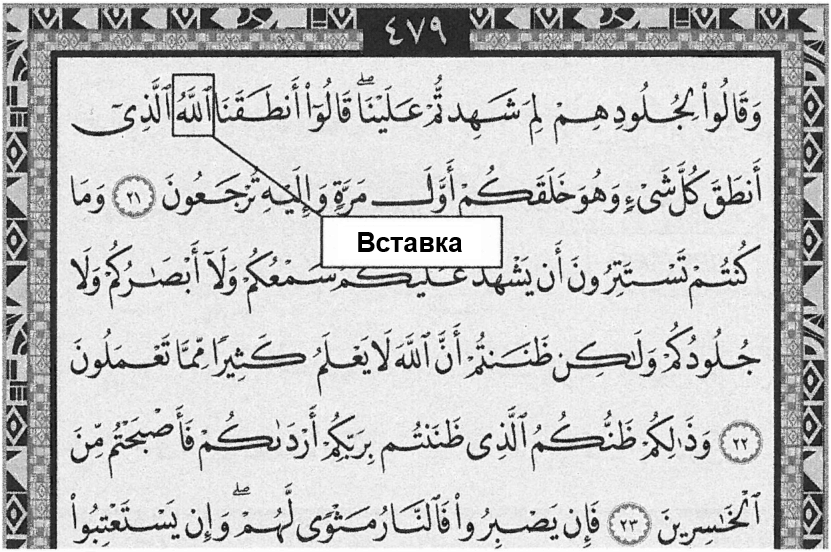 ٤٧٩
وَقَالُوا۟ لِجُلُودِهِمْ لِمَ شَهِدتُّمْ عَلَيْنَا ۖ قَالُوٓا۟ أَنطَقَنَا ٱللَّهُ ٱلَّذِىٓ
أَنطَقَ كُلَّ شَىْءٍ وَهُوَ خَلَقَكُمْ أَوَّلَ مَرَّةٍ وَإِلَيْهِ تُرْجَعُونَ ٢١ وَمَا
Вставка
كُنتُمْ تَسْتَتِرُونَ أَن يَشْهَدَ عَلَيْكُمْ سَمْعُكُمْ وَلَآ أَبْصَـٰرُكُمْ وَلَا
جُلُودُكُمْ وَلَـٰكِن ظَنَنتُمْ أَنَّ ٱللَّهَ لَا يَعْلَمُ كَثِيرًا مِّمَّا تَعْمَلُونَ
٢٢ وَذَٰلِكُمْ ظَنُّكُمُ ٱلَّذِى ظَنَنتُم بِرَبِّكُمْ أَرْدَىٰكُمْ فَأَصْبَحْتُم مِّنَ
ٱلْخَـٰسِرِينَ ٢٣ فَإِن يَصْبِرُوا۟ فَٱلنَّارُ مَثْوًى لَّهُمْ ۖ وَإِن يَسْتَعْتِبُوا۟